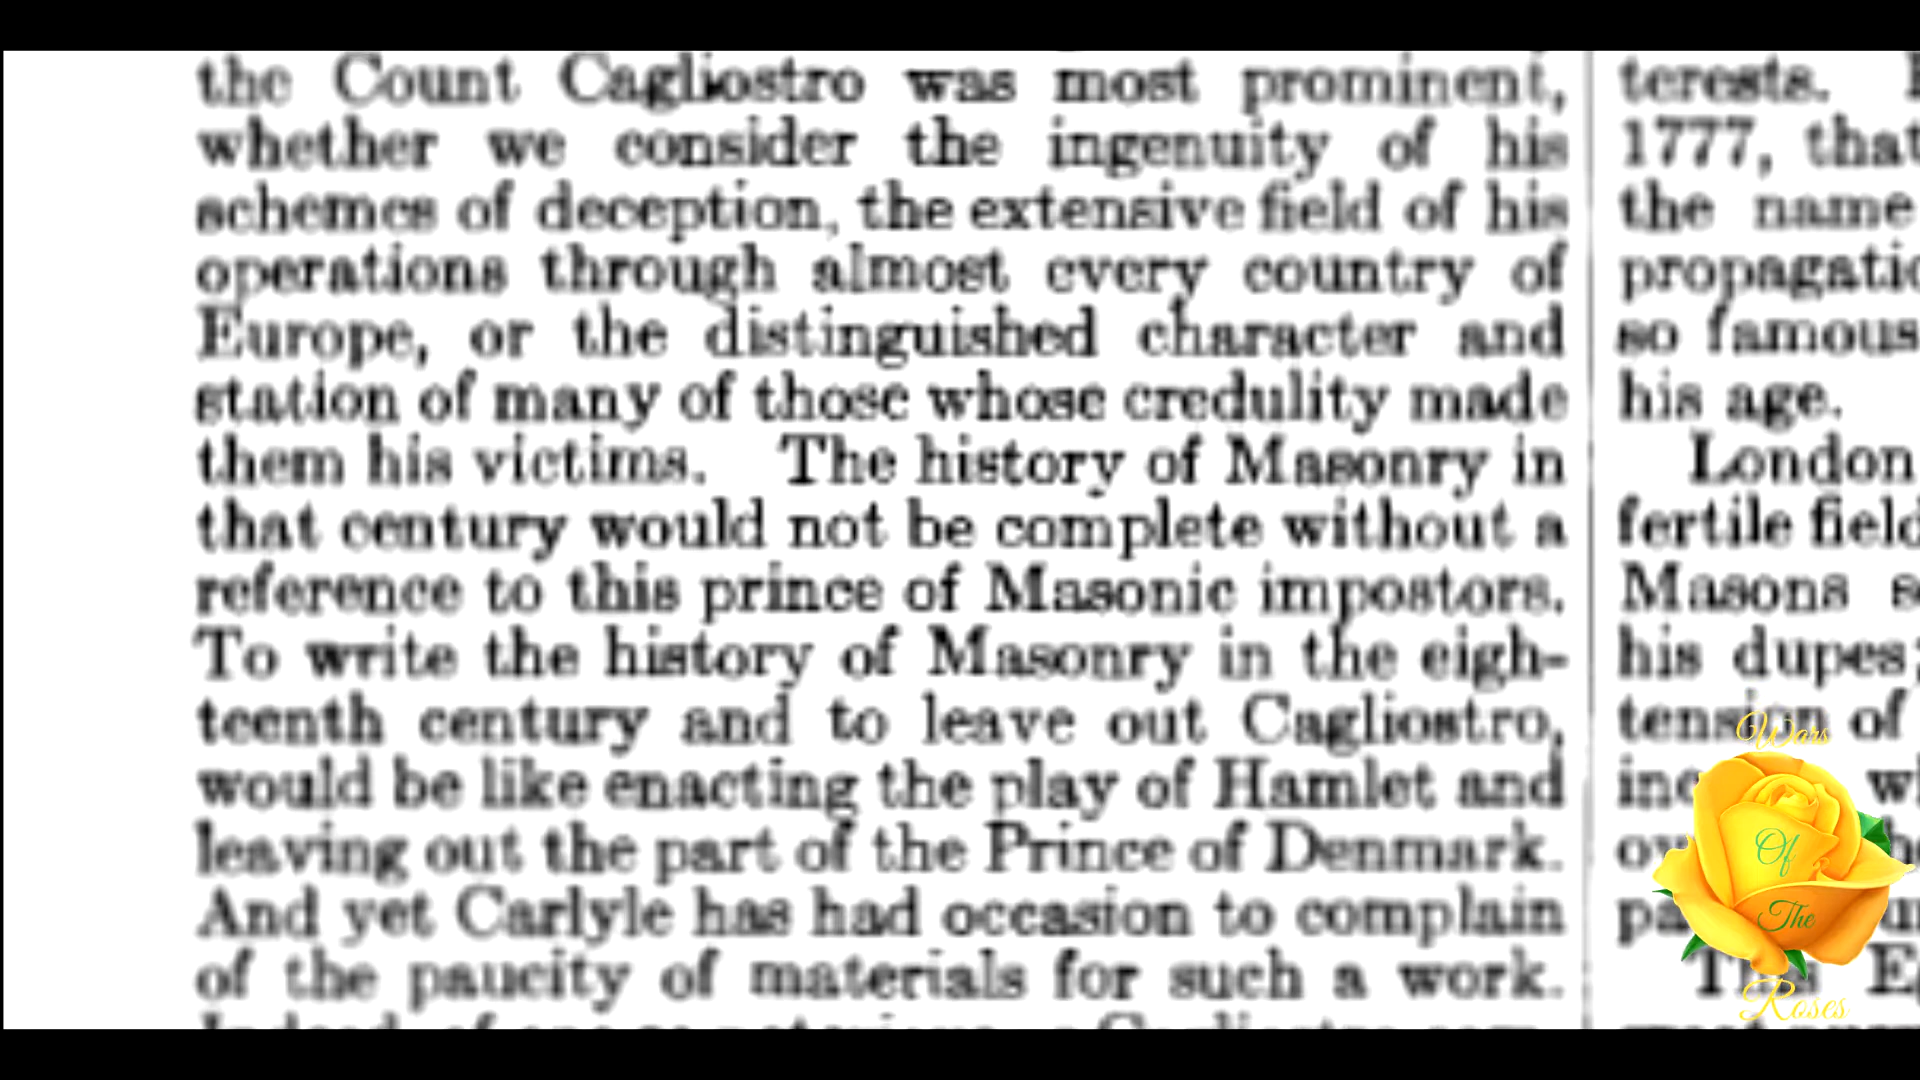 the Count Cagliostro was most prominent,
whether we consider the ingenuity of his
schemes of deception, the extensive field of his
operations through almost every country of
Europe, or the distinguished character and
station of many of those whose credulity made
them his victims. The history of Masonry in
that century would not be complete without a
reference to this prince of Masonic impostors.
To write the history of Masonry in the eigh-
teenth century and to leave out Cagliostro,
would be like enacting the play of Hamlet and
leaving out the part of the Prince of Denmark.
And yet Carlyle has had occasion to complain
of the paucity of materials for such a work.
terests.
1777, that
the name
propagatio
so famous
his age.
London
fertile field
Masons s
his dupes;
tension of
Wars
Of
The
Roses